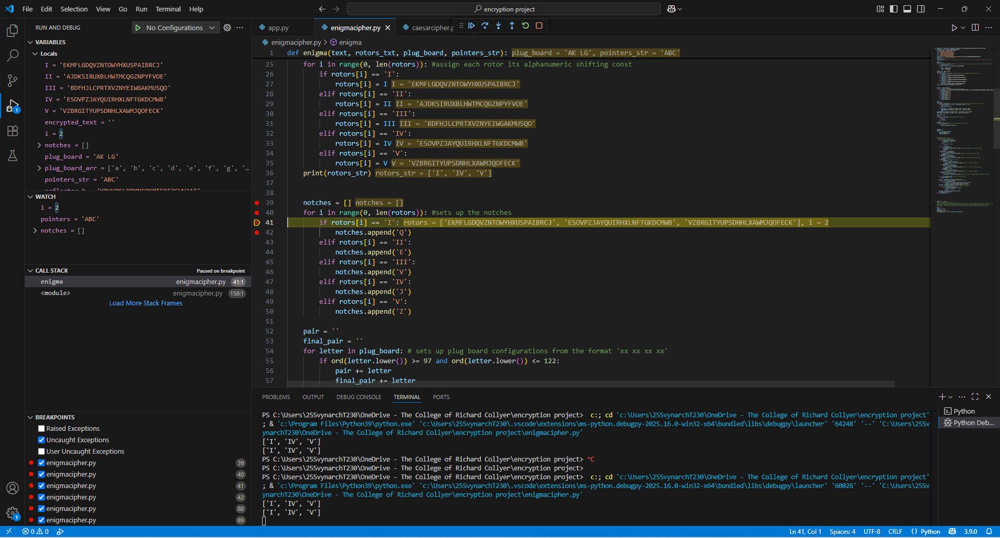 File Edit Selection View Go Run Terminal Help
encryption project
RUN AND DEBUG
No Configurations
app.py
enigmacipher.py
caesarcipher.p
VARIABLES
Locals
I = 'EKMFLGDQVZNTOWYHXUSPAIBRCJ'
II = 'AJDKSIRUXBLHWTMCQGZNPYFVOE'
III = 'BDFHJLCPRTXVZNYEIWGAKMUSQO'
IV = 'ESOVPZJAYQUIRHXLNFTGKDCMWB'
V = 'VZBRGITYUPSDNHLXAWMJQOFECK'
encrypted_text = ''
i = 2
notches = []
plug_board = 'AK LG'
plug_board_arr = ['a', 'b', 'c', 'd', 'e', 'f', 'g', '...
pointers_str = 'ABC'
WATCH
i = 2
pointers = 'ABC'
notches = []
CALL STACK
Paused on breakpoint
enigma enigmacipher.py 41:1
<module> enigmacipher.py 158:1
Load More Stack Frames
BREAKPOINTS
Raised Exceptions
Uncaught Exceptions
User Uncaught Exceptions
enigmacipher.py 39
enigmacipher.py 40
enigmacipher.py 41
enigmacipher.py 42
enigmacipher.py 88
enigmacipher.py 89
enigmacipher.py > enigma
1 def enigma(text, rotors_txt, plug_board, pointers_str): plug_board = 'AK LG', pointers_str = 'ABC'
25 for i in range(0, len(rotors)): #assign each rotor its alphanumeric shifting const
26 if rotors[i] == 'I':
27 rotors[i] = I I = 'EKMFLGDQVZNTOWYHXUSPAIBRCJ'
28 elif rotors[i] == 'II':
29 rotors[i] = II II = 'AJDKSIRUXBLHWTMCQGZNPYFVOE'
30 elif rotors[i] == 'III':
31 rotors[i] = III III = 'BDFHJLCPRTXVZNYEIWGAKMUSQO'
32 elif rotors[i] == 'IV':
33 rotors[i] = IV IV = 'ESOVPZJAYQUIRHXLNFTGKDCMWB'
34 elif rotors[i] == 'V':
35 rotors[i] = V V = 'VZBRGITYUPSDNHLXAWMJQOFECK'
36 print(rotors_str) rotors_str = ['I', 'IV', 'V']
37
38
39 notches = [] notches = []
40 for i in range(0, len(rotors)): #sets up the notches
41 if rotors[i] == 'I': rotors = ['EKMFLGDQVZNTOWYHXUSPAIBRCJ', 'ESOVPZJAYQUIRHXLNFTGKDCMWB', 'VZBRGITYUPSDNHLXAWMJQOFECK'], i = 2
42 notches.append('Q')
43 elif rotors[i] == 'II':
44 notches.append('E')
45 elif rotors[i] == 'III':
46 notches.append('V')
47 elif rotors[i] == 'IV':
48 notches.append('J')
49 elif rotors[i] == 'V':
50 notches.append('Z')
51
52 pair = ''
53 final_pair = ''
54 for letter in plug_board: # sets up plug board configurations from the format 'xx xx xx xx'
55 if ord(letter.lower()) >= 97 and ord(letter.lower()) <= 122:
56 pair += letter
57 final_pair += letter
PROBLEMS OUTPUT DEBUG CONSOLE TERMINAL PORTS
PS C:\Users\25SvynarchT230\OneDrive - The College of Richard Collyer\encryption project> c:; cd 'c:\Users\25SvynarchT230\OneDrive - The College of Richard Collyer\encryption project'
; & 'c:\Program Files\Python39\python.exe' 'c:\Users\25SvynarchT230\.vscode\extensions\ms-python.debugpy-2025.16.0-win32-x64\bundled\libs\debugpy\launcher' '64248' '--' 'C:\Users\25Sv
ynarchT230\OneDrive - The College of Richard Collyer\encryption project\enigmacipher.py'
['I', 'IV', 'V']
['I', 'IV', 'V']
PS C:\Users\25SvynarchT230\OneDrive - The College of Richard Collyer\encryption project> ^C
PS C:\Users\25SvynarchT230\OneDrive - The College of Richard Collyer\encryption project>
PS C:\Users\25SvynarchT230\OneDrive - The College of Richard Collyer\encryption project> c:; cd 'c:\Users\25SvynarchT230\OneDrive - The College of Richard Collyer\encryption project'
; & 'c:\Program Files\Python39\python.exe' 'c:\Users\25SvynarchT230\.vscode\extensions\ms-python.debugpy-2025.16.0-win32-x64\bundled\libs\debugpy\launcher' '60026' '--' 'C:\Users\25Sv
ynarchT230\OneDrive - The College of Richard Collyer\encryption project\enigmacipher.py'
['I', 'IV', 'V']
['I', 'IV', 'V']
Python
Python Deb...
0 0
Ln 41, Col 1 Spaces: 4 UTF-8 CRLF {} Python 3.9.0